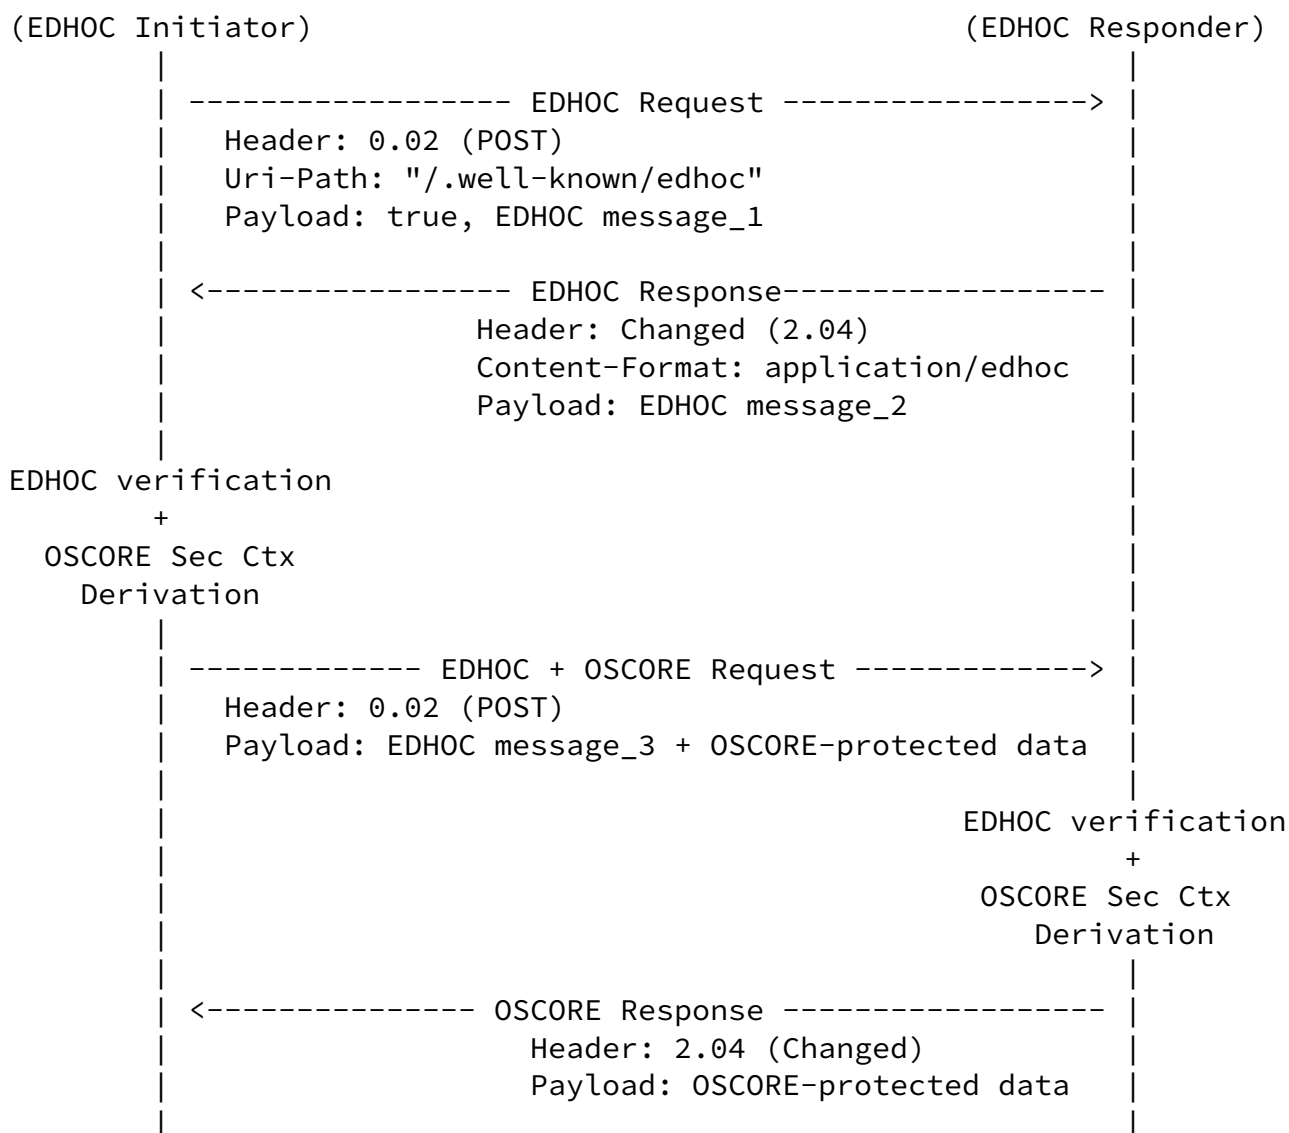 (EDHOC Initiator) (EDHOC Responder)
------------------ EDHOC Request ----------------->
Header: 0.02 (POST)
Uri-Path: "/.well-known/edhoc"
Payload: true, EDHOC message_1
<----------------- EDHOC Response------------------
Header: Changed (2.04)
Content-Format: application/edhoc
Payload: EDHOC message_2
EDHOC verification
+
OSCORE Sec Ctx
Derivation
------------- EDHOC + OSCORE Request ------------->
Header: 0.02 (POST)
Payload: EDHOC message_3 + OSCORE-protected data
EDHOC verification
+
OSCORE Sec Ctx
Derivation
<--------------- OSCORE Response ------------------
Header: 2.04 (Changed)
Payload: OSCORE-protected data